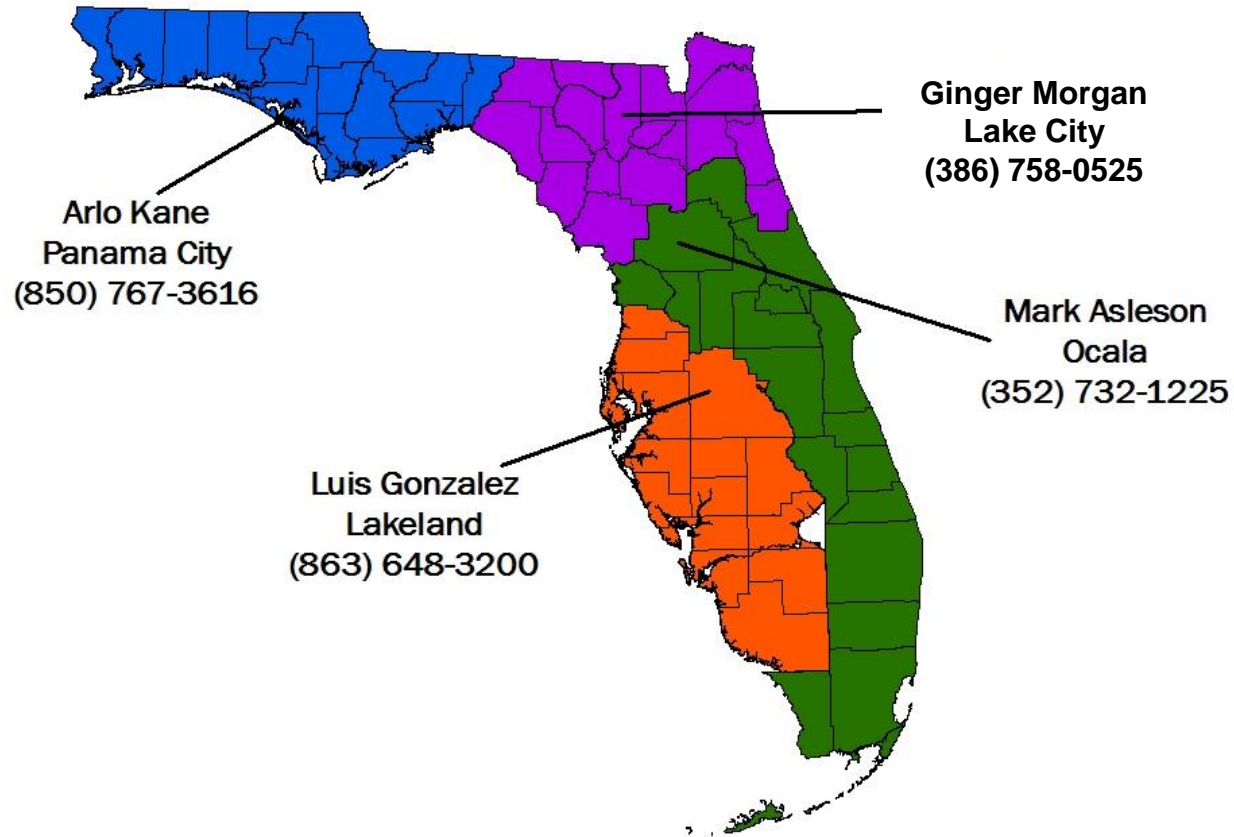 Ginger Morgan
Lake City
(386) 758-0525
Arlo Kane
Panama City
(850) 767-3616
Mark Asleson
Ocala
(352) 732-1225
Luis Gonzalez
Lakeland
(863) 648-3200